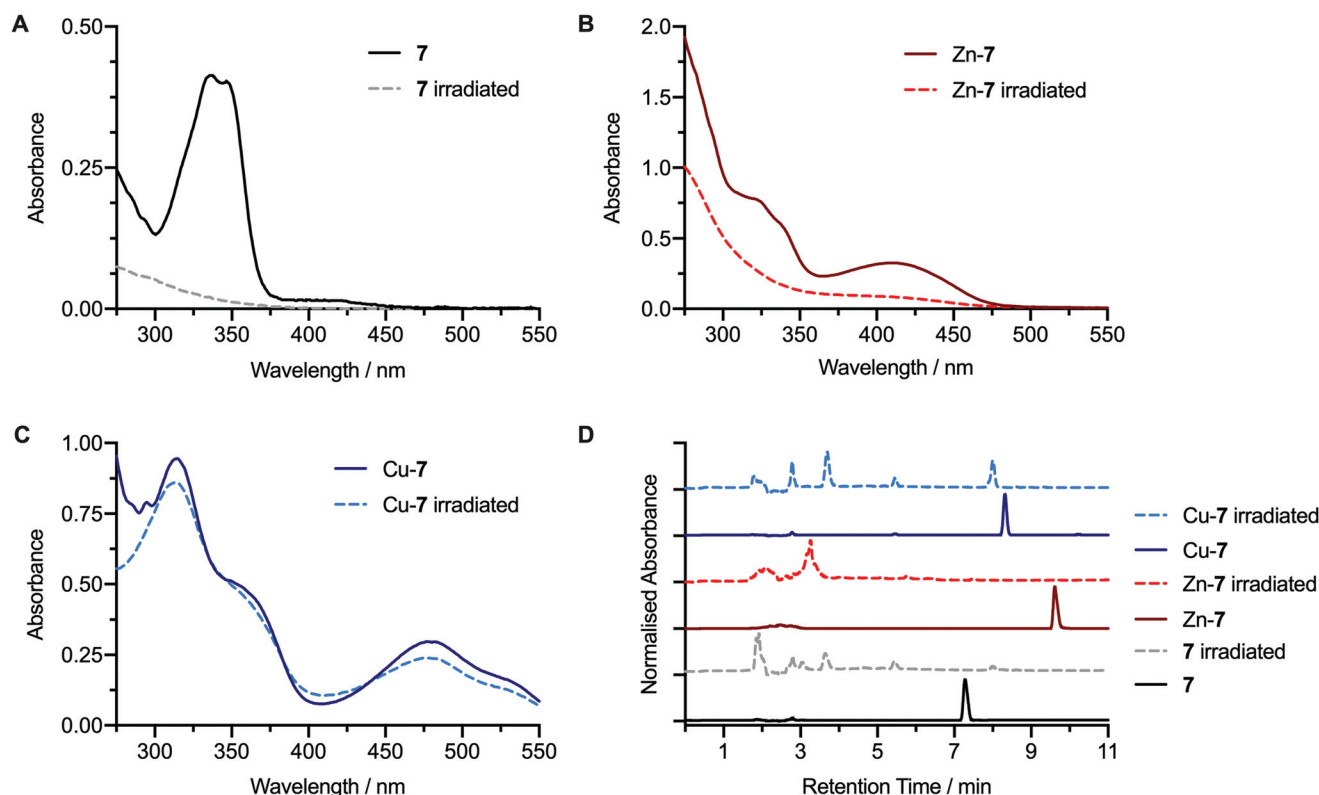 A
0.50
0.25
0.00
Absorbance
7
7 irradiated
300 350 400 450 500 550
Wavelength / nm
B
2.0
1.5
1.0
0.5
0.0
Absorbance
Zn-7
Zn-7 irradiated
300 350 400 450 500 550
Wavelength / nm
C
1.00
0.75
0.50
0.25
0.00
Absorbance
Cu-7
Cu-7 irradiated
300 350 400 450 500 550
Wavelength / nm
D
Normalised Absorbance
1 3 5 7 9 11
Retention Time / min
Cu-7 irradiated
Cu-7
Zn-7 irradiated
Zn-7
7 irradiated
7